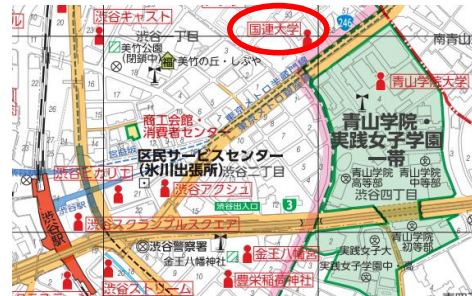 渋谷キャスト
渋谷一丁目
国連大学
246
南青山
美竹公園
(閉鎖中)
福
美竹の丘・しぶや
青山学院大学
商工会館・
消費者センター
青山学院・
実践女子学園
一帯
区民サービスセンター
(氷川出張所)
渋谷二丁目
宮益坂
渋谷ヒカリエ
渋谷アクシュ
青山学院
高等部
青山学院
中等部
渋谷四丁目
渋谷駅
渋谷スクランブルスクエア
渋谷出入口
3
渋谷警察署
金王八幡宮
金王八幡神社
青山学院
初等部
実践女子大
実践女子学園中
渋谷ストリーム
豊栄稲荷神社